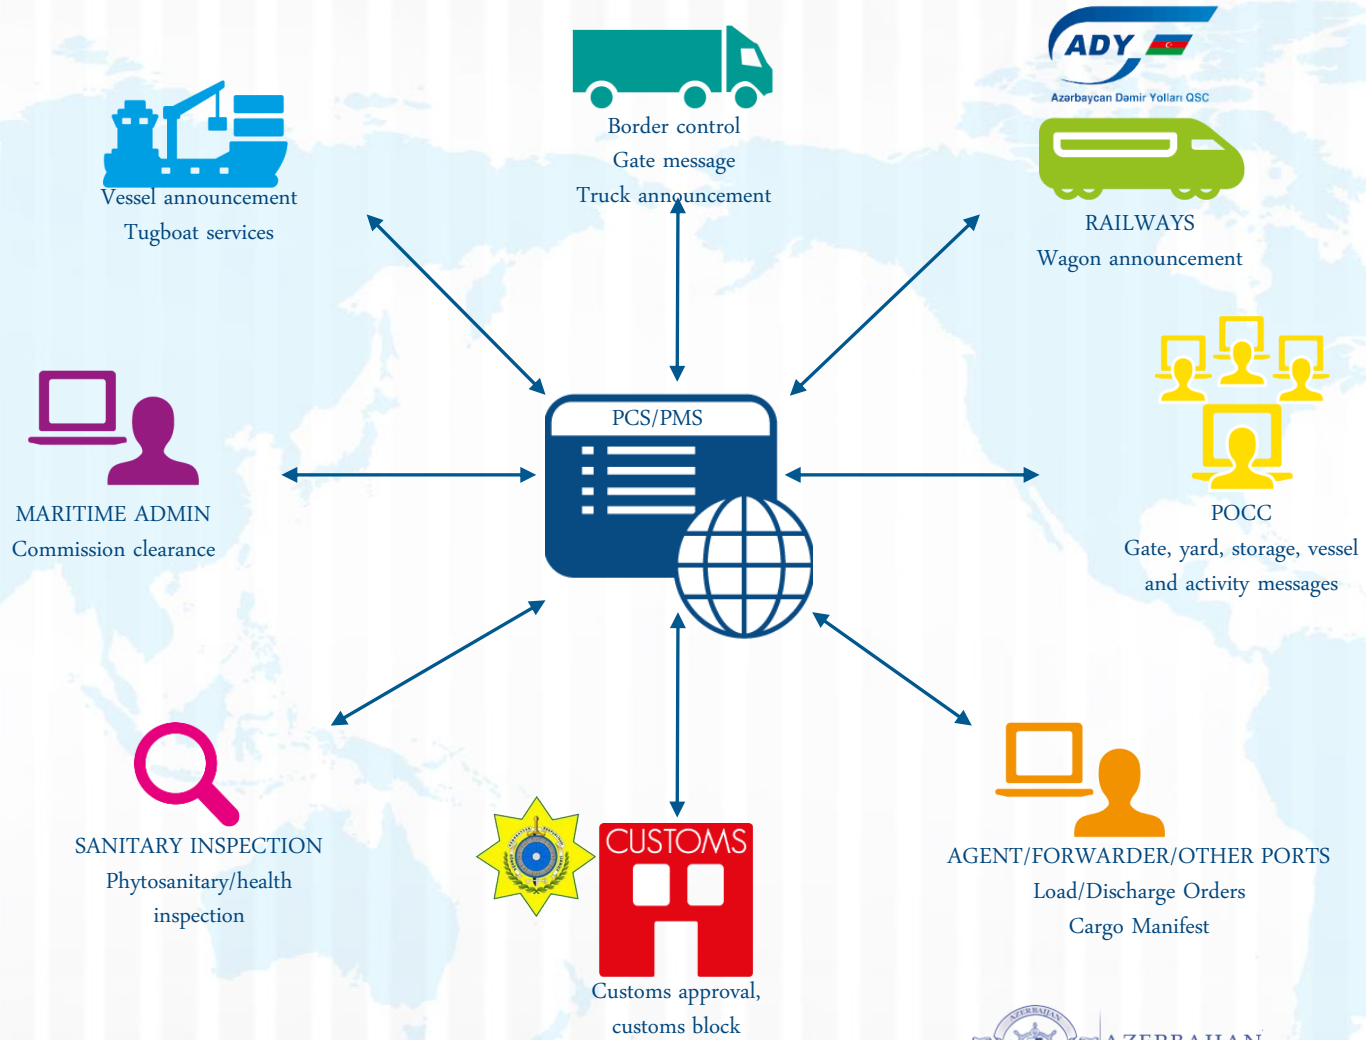 ADY
Azərbaycan Dəmir Yolları QSC
Border control
Gate message
Truck announcement
Vessel announcement
Tugboat services
RAILWAYS
Wagon announcement
PCS/PMS
MARITIME ADMIN
Commission clearance
POCC
Gate, yard, storage, vessel
and activity messages
SANITARY INSPECTION
Phytosanitary/health
inspection
CUSTOMS
Customs approval,
customs block
AGENT/FORWARDER/OTHER PORTS
Load/Discharge Orders
Cargo Manifest
AZERBAIJAN
AZERBAIJAN